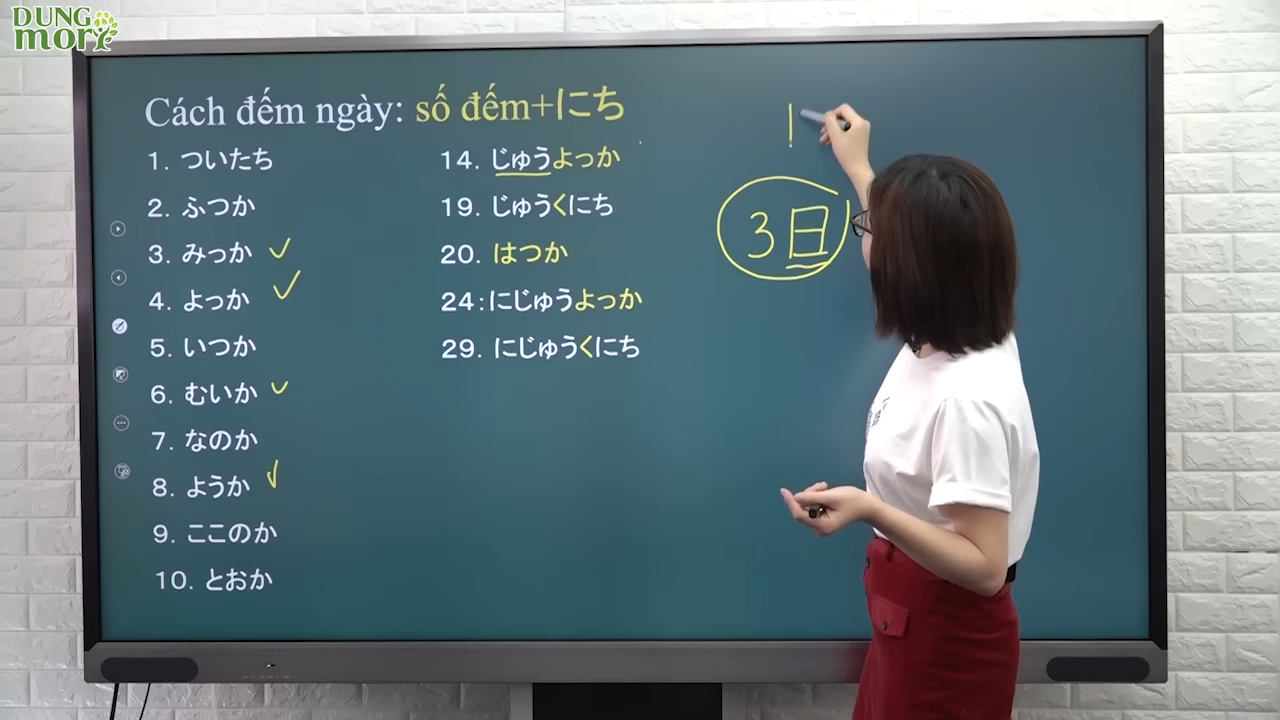 DUNG
mori
Cách đếm ngày: số đếm+にち
1. ついたち
2. ふつか
3. みっか
4. よっか
5. いつか
6. むいか
7. なのか
8. ようか
9. ここのか
10. とおか
14. じゅうよっか
19. じゅうくにち
20. はつか
24:にじゅうよっか
29. にじゅうくにち
1
3日